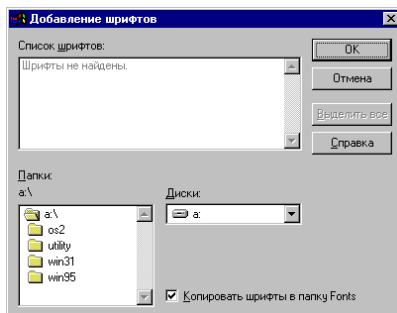 Добавление шрифтов
Список шрифтов:
Шрифты не найдены.
OK
Отмена
Выделить все
Справка
Папки:
a:\
a:\
os2
utility
win31
win95
Диски:
a:
Копировать шрифты в папку Fonts